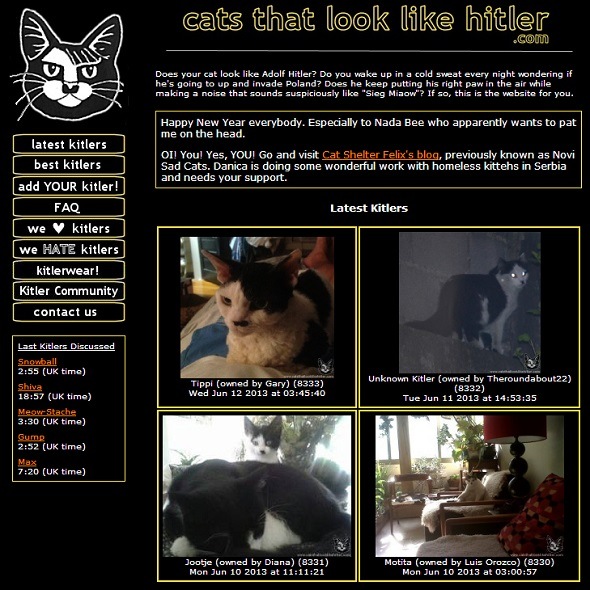 cats that look like hitler
.com
Does your cat look like Adolf Hitler? Do you wake up in a cold sweat every night wondering if
he's going to up and invade Poland? Does he keep putting his right paw in the air while
making a noise that sounds suspiciously like "Sieg Miaow"? If so, this is the website for you.
latest kitlers
best kitlers
add YOUR kitler!
FAQ
we ♥ kitlers
we HATE kitlers
kitlerwear!
Kitler Community
contact us
Last Kitlers Discussed
Snowball
2:55 (UK time)
Shiva
18:57 (UK time)
Meow-Stache
3:30 (UK time)
Gump
2:52 (UK time)
Max
7:20 (UK time)
Happy New Year everybody. Especially to Nada Bee who apparently wants to pat
me on the head.
OI! You! Yes, YOU! Go and visit Cat Shelter Felix's blog, previously known as Novi
Sad Cats. Danica is doing some wonderful work with homeless kittehs in Serbia
and needs your support.
Latest Kitlers
Tippi (owned by Gary) (8333)
Wed Jun 12 2013 at 03:45:40
Unknown Kitler (owned by Theroundabout22)
(8332)
Tue Jun 11 2013 at 14:53:35
Jootje (owned by Diana) (8331)
Mon Jun 10 2013 at 11:11:21
Motita (owned by Luis Orozco) (8330)
Mon Jun 10 2013 at 03:00:57